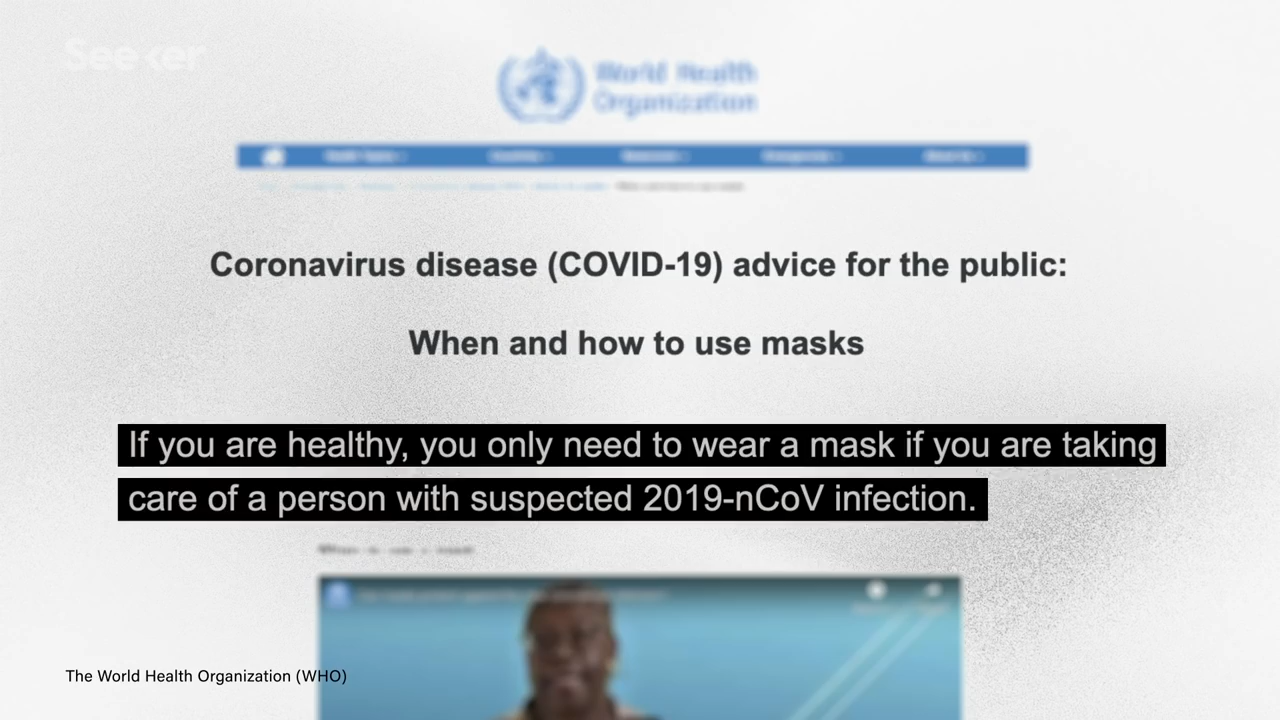 Seeker
World Health
Organization
Coronavirus disease (COVID-19) advice for the public:
When and how to use masks
If you are healthy, you only need to wear a mask if you are taking
care of a person with suspected 2019-nCoV infection.
The World Health Organization (WHO)